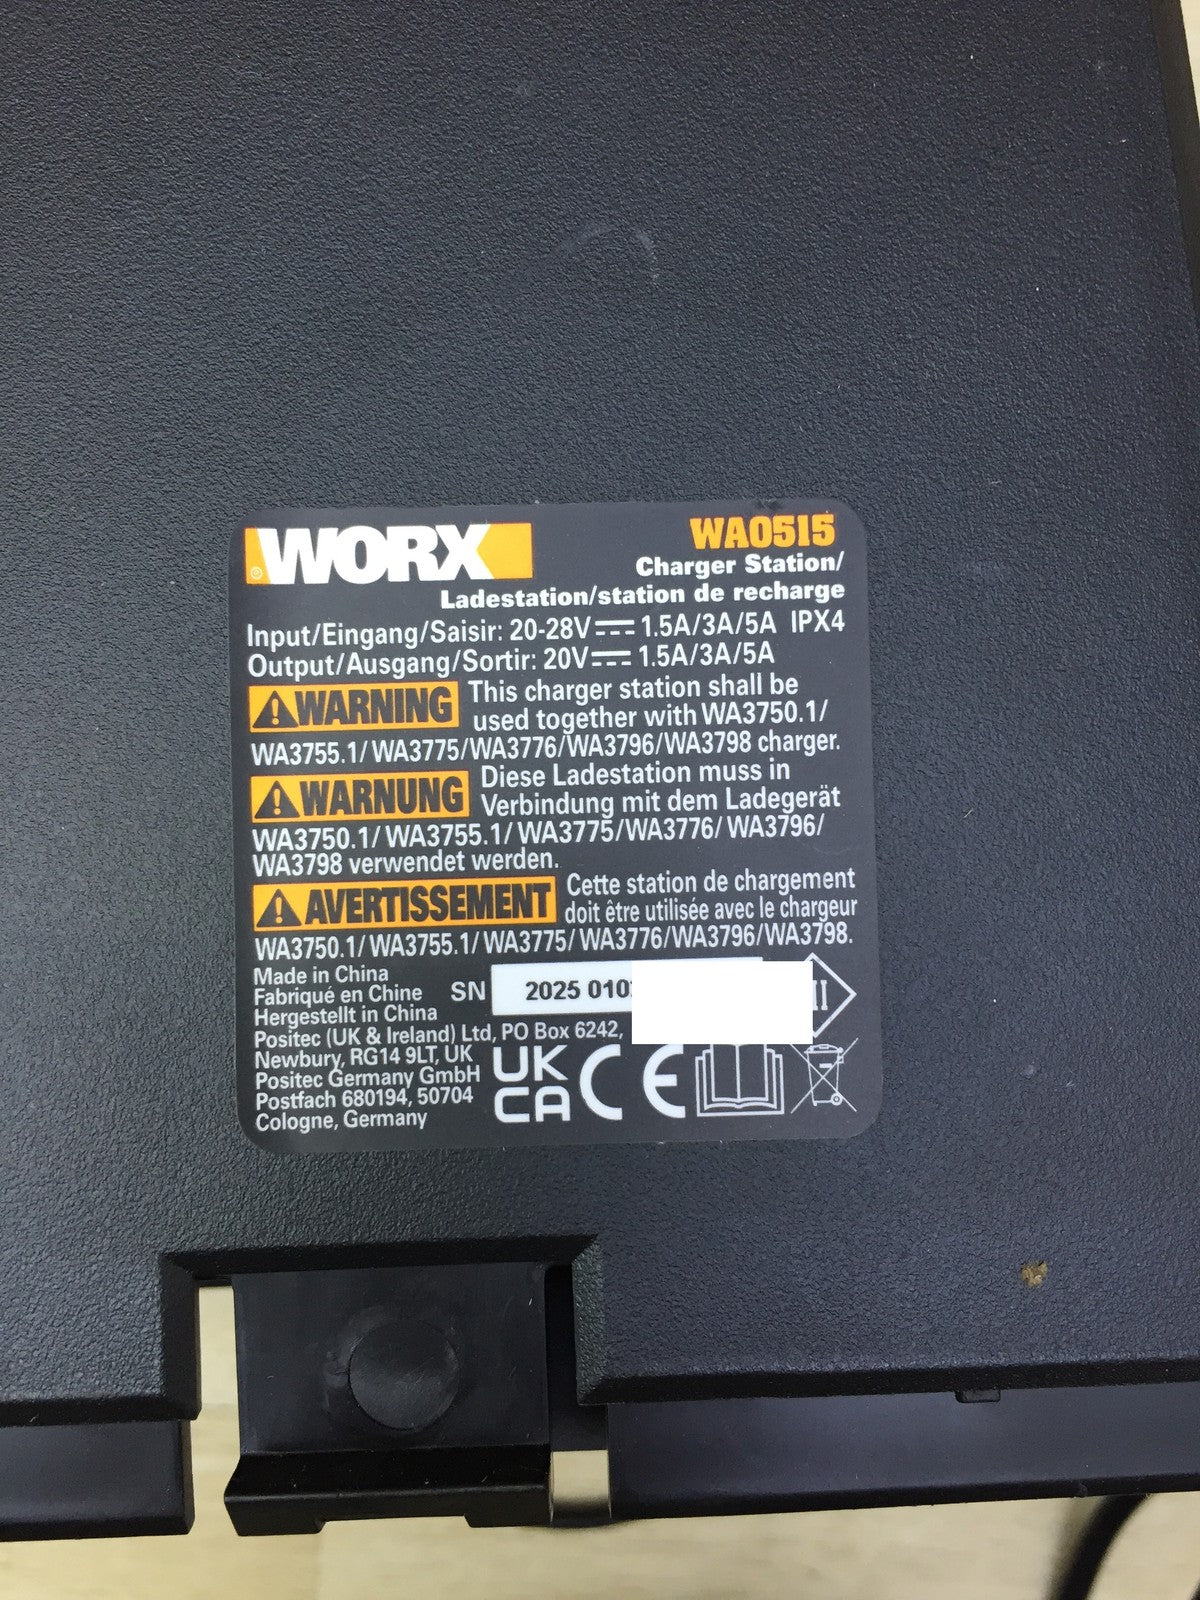 WORX WA0515
Charger Station/
Ladestation/station de recharge
Input/Eingang/Saisir: 20-28V 1.5A/3A/5A IPX4
Output/Ausgang/Sortir: 20V 1.5A/3A/5A
WARNING This charger station shall be
used together with WA3750.1/
WA3755.1/ WA3775/WA3776/WA3796/WA3798 charger.
WARNUNG Diese Ladestation muss in
Verbindung mit dem Ladegerät
WA3750.1/ WA3755.1/ WA3775/WA3776/ WA3796/
WA3798 verwendet werden.
AVERTISSEMENT Cette station de chargement
doit être utilisée avec le chargeur
WA3750.1/ WA3755.1/ WA3775/ WA3776/WA3796/WA3798.
Made in China
Fabriqué en Chine
Hergestellt in China
SN 2025 010
III
Positec (UK & Ireland) Ltd, PO Box 6242,
Newbury, RG14 9LT, UK
Positec Germany GmbH
Postfach 680194, 50704
Cologne, Germany
UK
CA
CE